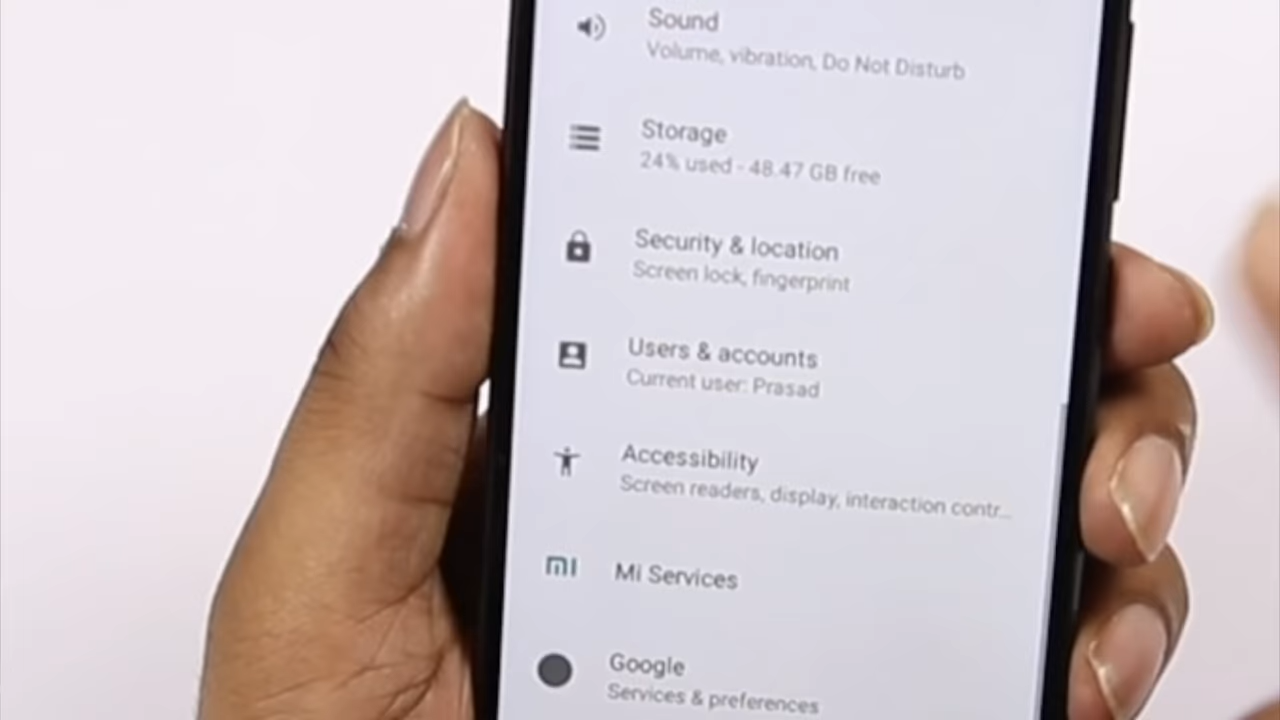 Sound
Volume, vibration, Do Not Disturb
Storage
24% used - 48.47 GB free
Security & location
Screen lock, fingerprint
Users & accounts
Current user: Prasad
Accessibility
Screen readers, display, interaction contr...
mi Mi Services
Google
Services & preferences